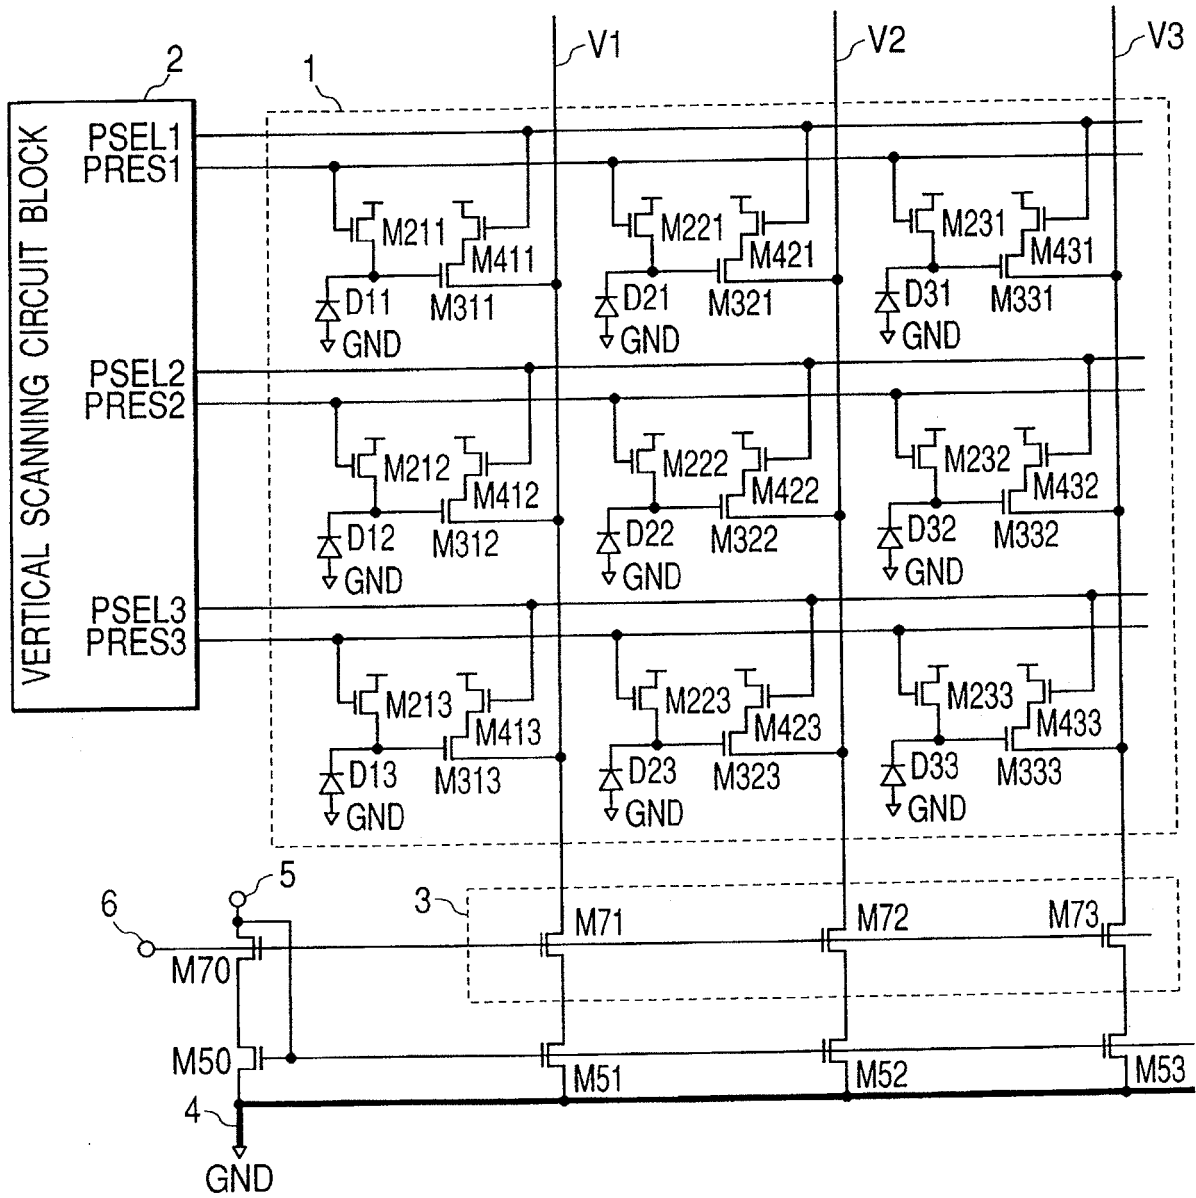 V1
V2
V3
2
1
VERTICAL SCANNING CIRCUIT BLOCK
PSEL1
PRES1
M211
M411
M221
M421
M231
M431
D11
M311
D21
M321
D31
M331
GND
GND
GND
PSEL2
PRES2
M212
M412
M222
M422
M232
M432
D12
M312
D22
M322
D32
M332
GND
GND
GND
PSEL3
PRES3
M213
M413
M223
M423
M233
M433
D13
M313
D23
M323
D33
M333
GND
GND
GND
5
6
3
M70
M71
M72
M73
M50
M51
M52
M53
4
GND